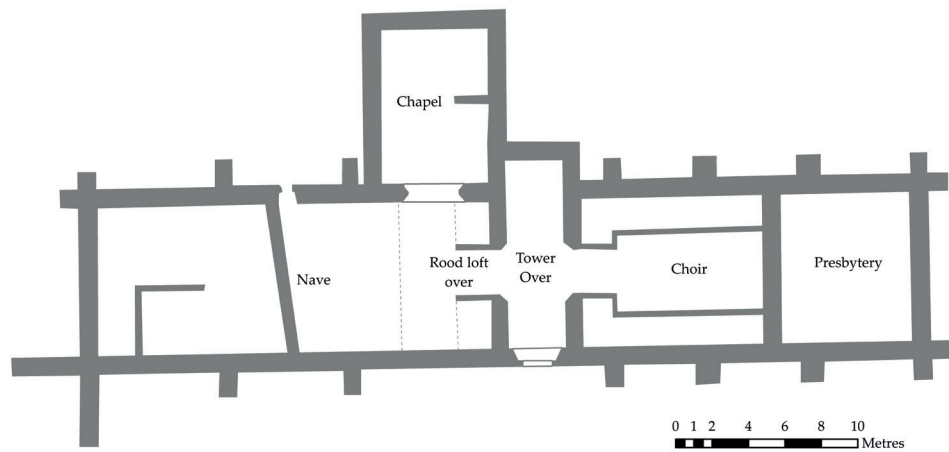 Chapel
Nave
Rood loft
over
Tower
Over
Choir
Presbytery
0 1 2 4 6 8 10
Metres